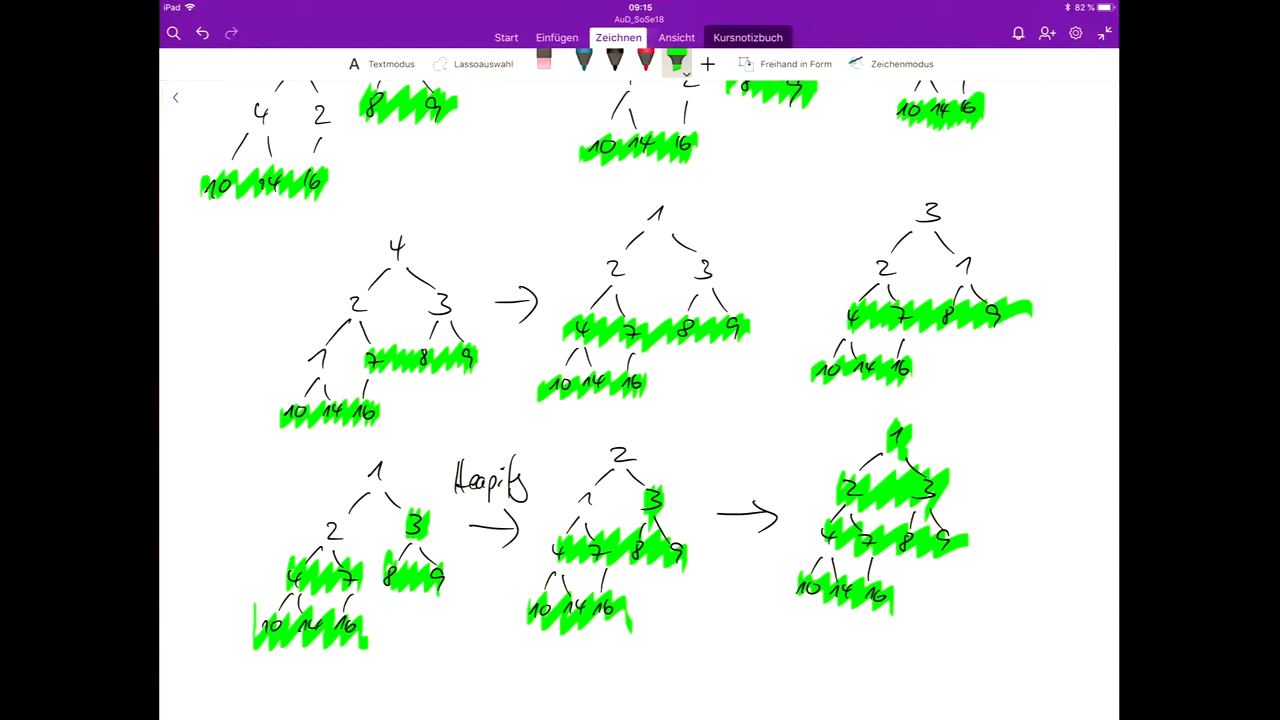 iPad 09:15 82 %
AuD_SoSe18
Start Einfügen Zeichnen Ansicht Kursnotizbuch
A Textmodus Lassoauswahl Freihand in Form Zeichenmodus
4 2 8 9
10 14 16
2 8 9
10 14 16
10 14 16
4
2 3
1 7 8 9
10 14 16
1
2 3
4 7 8 9
10 14 16
3
2 1
4 7 8 9
10 14 16
1
2 3
4 7 8 9
10 14 16
Heapify
2
1 3
4 7 8 9
10 14 16
1
2 3
4 7 8 9
10 14 16